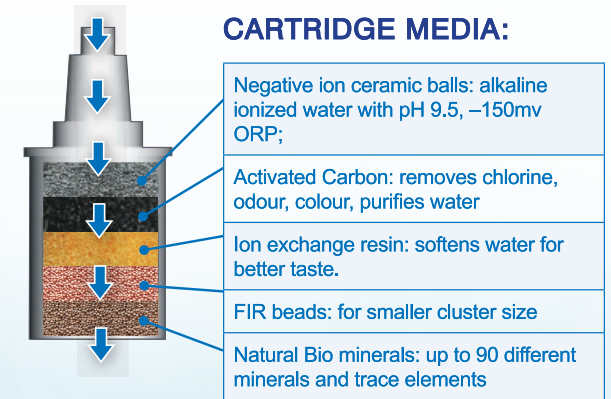 CARTRIDGE MEDIA:
Negative ion ceramic balls: alkaline
ionized water with pH 9.5, –150mv
ORP;
Activated Carbon: removes chlorine,
odour, colour, purifies water
Ion exchange resin: softens water for
better taste.
FIR beads: for smaller cluster size
Natural Bio minerals: up to 90 different
minerals and trace elements